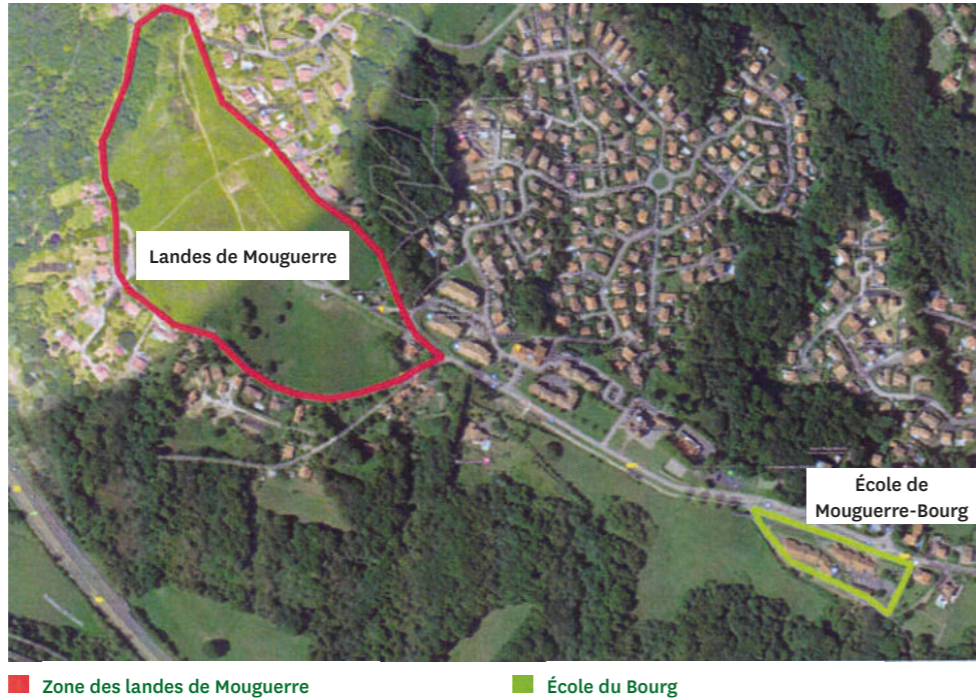 Landes de Mouguerre
École de
Mouguerre-Bourg
Zone des landes de Mouguerre
École du Bourg